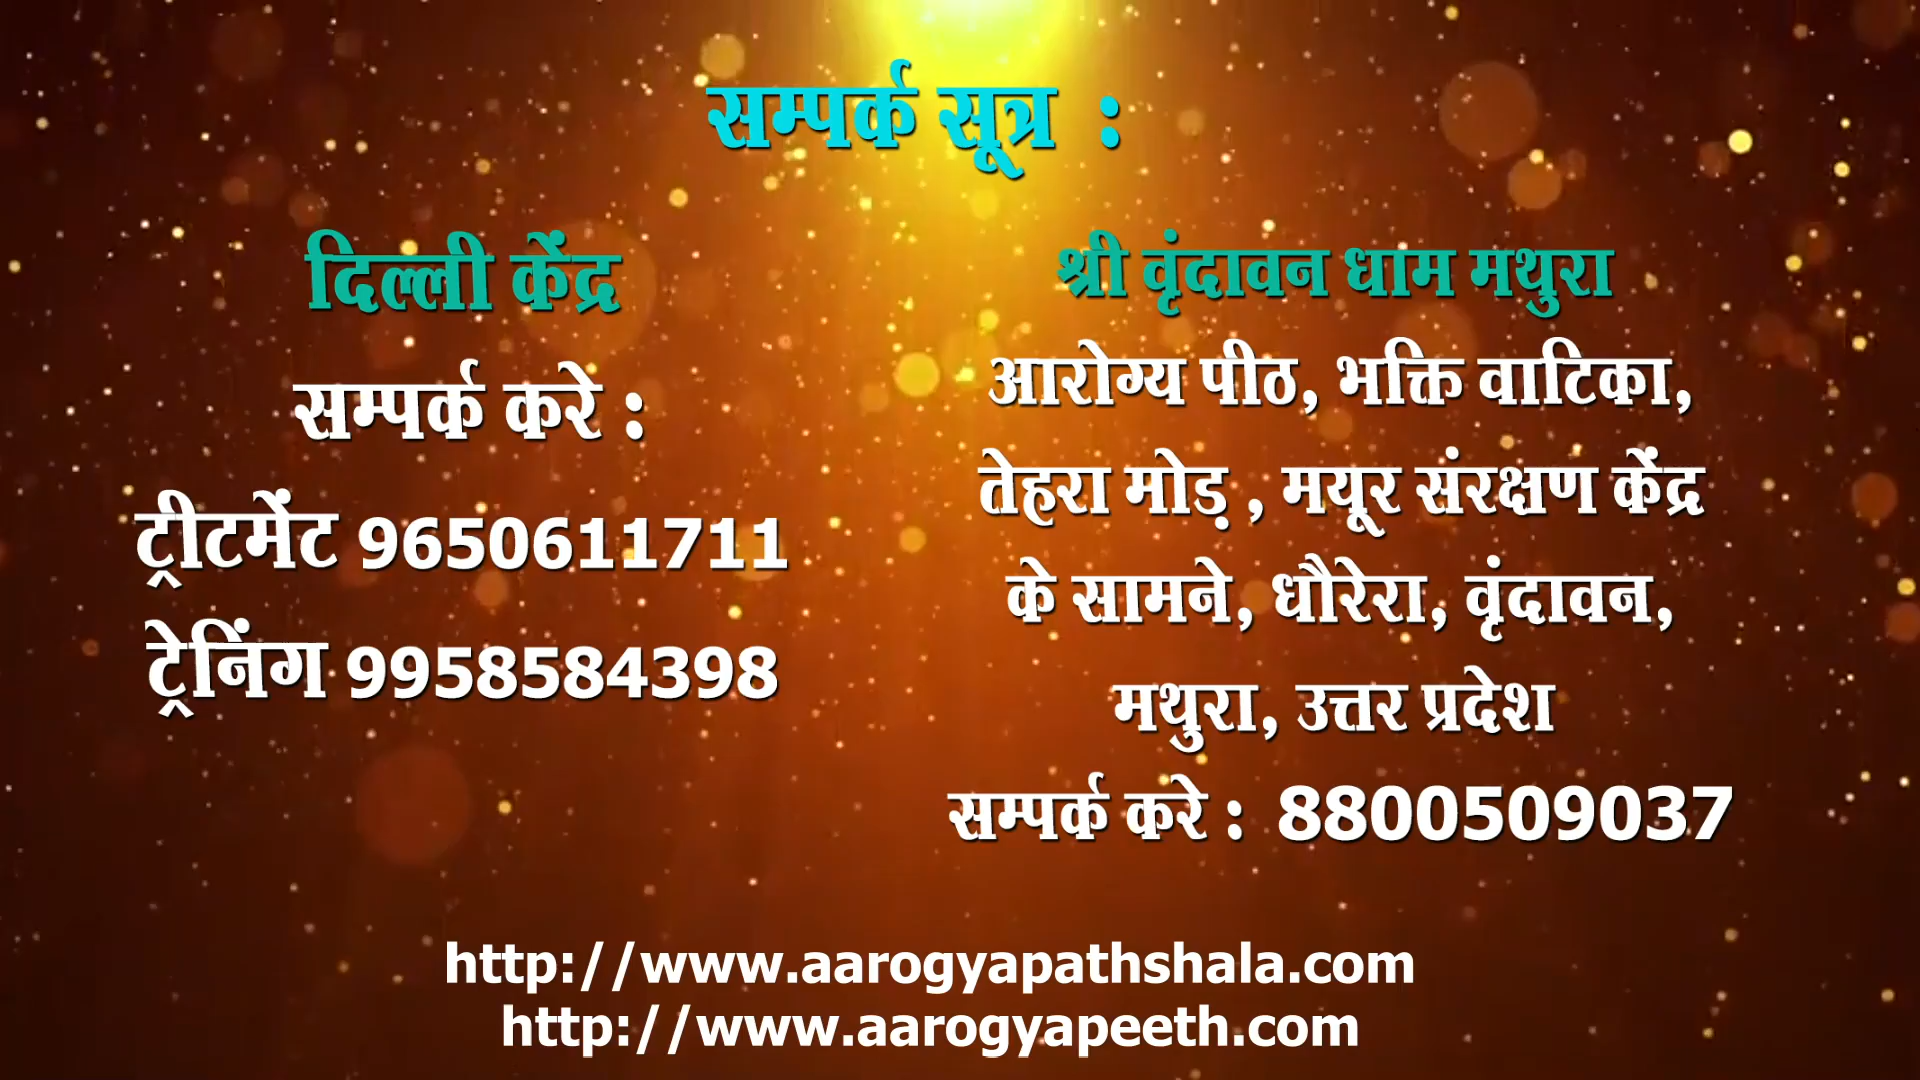 सम्पर्क सूत्र :
दिल्ली केंद्र
सम्पर्क करे :
ट्रीटमेंट 9650611711
ट्रेनिंग 9958584398
श्री वृंदावन धाम मथुरा
आरोग्य पीठ, भक्ति वाटिका,
तेहरा मोड़ , मयूर संरक्षण केंद्र
के सामने, धौरेरा, वृंदावन,
मथुरा, उत्तर प्रदेश
सम्पर्क करे : 8800509037
http://www.aarogyapathshala.com
http://www.aarogyapeeth.com